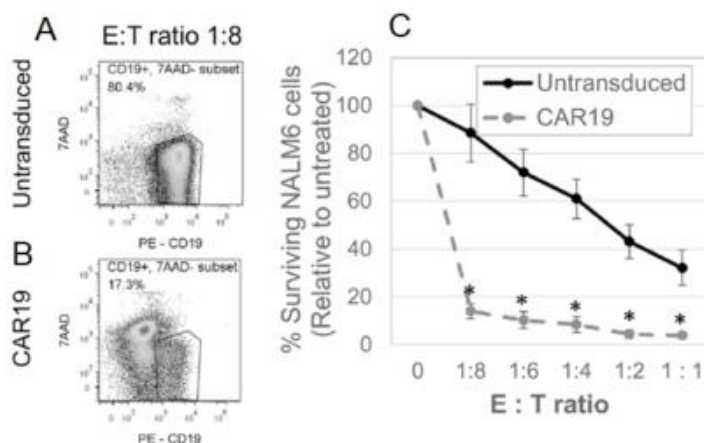 A
E:T ratio 1:8
Untransduced
CD19+, 7AAD- subset
80.4%
7AAD
PE - CD19
B
CAR19
CD19+, 7AAD- subset
17.3%
7AAD
PE - CD19
C
% Surviving NALM6 cells
(Relative to untreated)
120
100
80
60
40
20
0
Untransduced
CAR19
* * * * *
0 1:8 1:6 1:4 1:2 1 : 1
E : T ratio